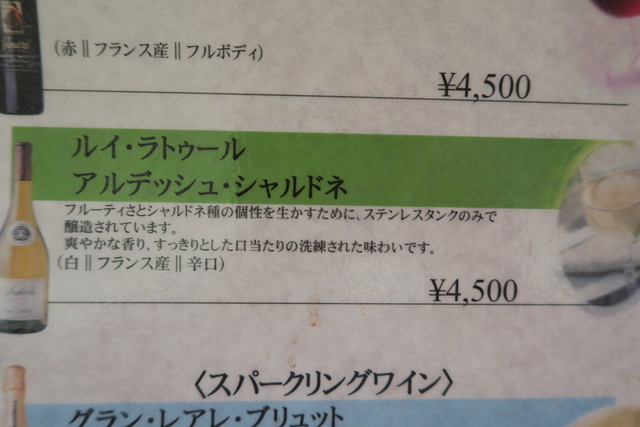 (赤‖フランス産‖フルボディ)
¥4,500
ルイ・ラトゥール
アルデッシュ・シャルドネ
フルーティさとシャルドネ種の個性を生かすために、ステンレスタンクのみで
醸造されています。
爽やかな香り、すっきりとした口当たりの洗練された味わいです。
(白‖フランス産‖辛口)
¥4,500
〈スパークリングワイン〉
グラン・レアレ・ブリュット